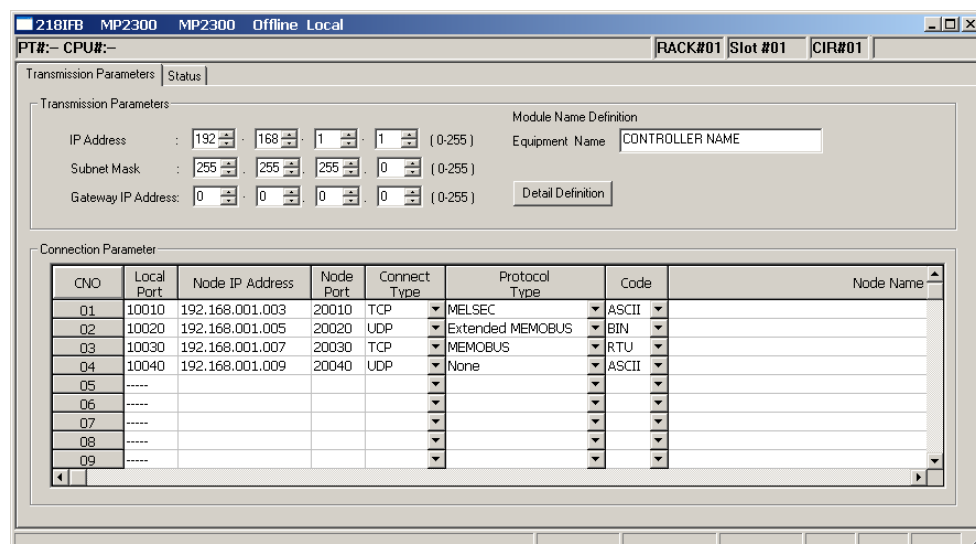 218IFB MP2300 MP2300 Offline Local
PT#:– CPU#:– RACK#01 Slot #01 CIR#01
Transmission Parameters Status
Transmission Parameters
Module Name Definition
IP Address : 192 · 168 · 1 · 1 ( 0-255 ) Equipment Name CONTROLLER NAME
Subnet Mask : 255 . 255 . 255 . 0 ( 0-255 )
Gateway IP Address: 0 · 0 . 0 . 0 ( 0-255 ) Detail Definition
Connection Parameter
CNO Local Port Node IP Address Node Port Connect Type Protocol Type Code Node Name
01 10010 192.168.001.003 20010 TCP MELSEC ASCII
02 10020 192.168.001.005 20020 UDP Extended MEMOBUS BIN
03 10030 192.168.001.007 20030 TCP MEMOBUS RTU
04 10040 192.168.001.009 20040 UDP None ASCII
05 -----
06 -----
07 -----
08 -----
09 -----